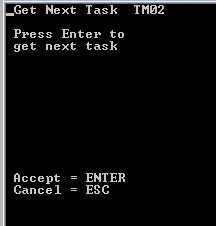 Get Next Task  TM02
Press Enter to
get next task
Accept = ENTER
Cancel = ESC